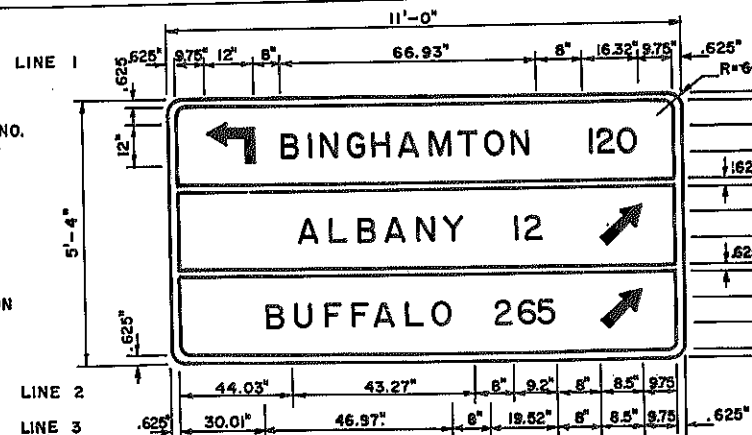 11'-0"
LINE 1 .625" 9.75" 12" 8" 66.93" 8" 16.32" 9.75" .625"
.625
R=6
NO.
12"
BINGHAMTON 120
.162
5'-4"
ALBANY 12
.62
ON
BUFFALO 265
.625"
LINE 2 44.03" 43.27" 8" 9.2" 8" 8.5" 9.75
LINE 3 .625" 30.01" 46.97" 8" 19.52" 8" 8.5" 9.75 .625"